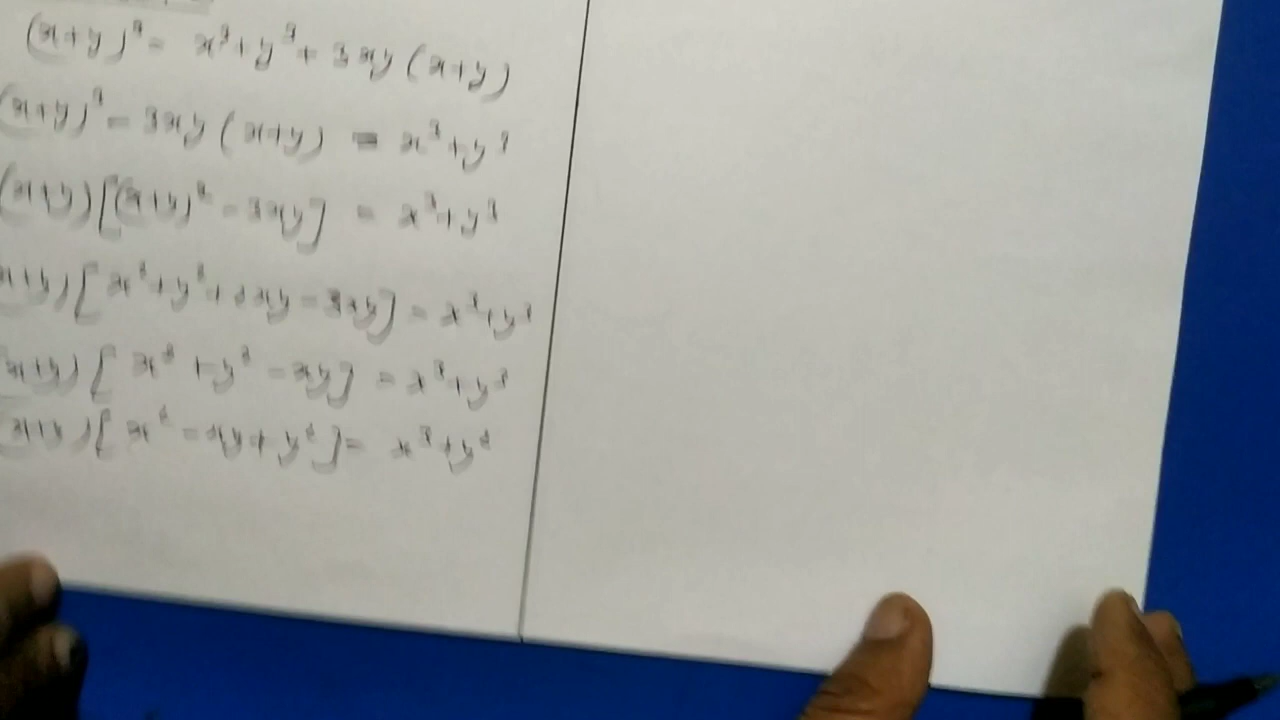 (x+y)³ = x³+y³+ 3xy (x+y)
(x+y)³ - 3xy (x+y) = x³+y³
(x+y)[(x+y)² - 3xy] = x³+y³
x+y)[x²+y²+2xy-3xy] = x³+y³
(x+y)[x²+y²-xy] = x³+y³
(x+y)[x²-xy+y²] = x³+y³